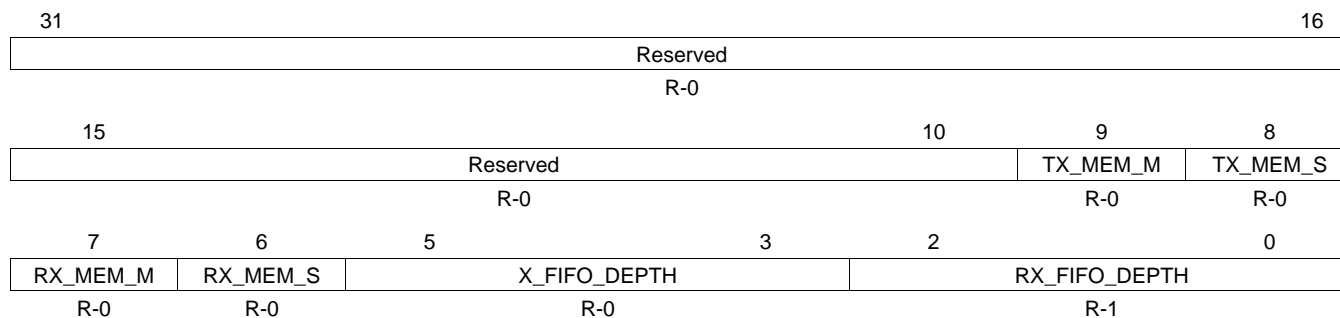 31 16
Reserved
R-0
15 10 9 8
Reserved TX_MEM_M TX_MEM_S
R-0 R-0 R-0
7 6 5 3 2 0
RX_MEM_M RX_MEM_S X_FIFO_DEPTH RX_FIFO_DEPTH
R-0 R-0 R-0 R-1